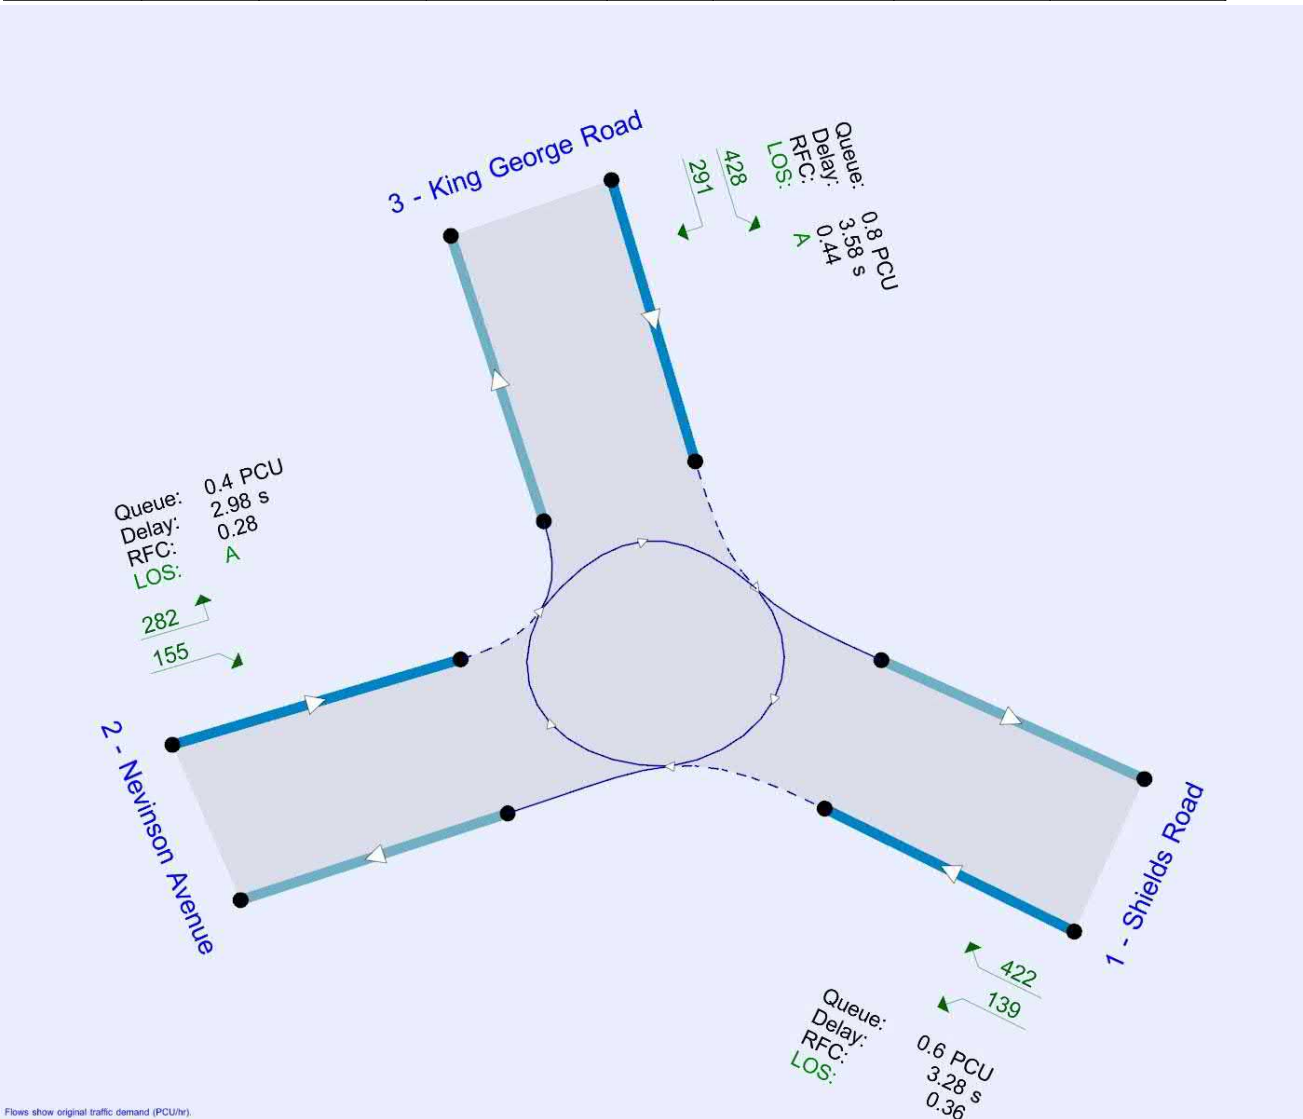 3 - King George Road
291
428
Queue: 0.8 PCU
Delay: 3.58 s
RFC: 0.44
LOS: A
Queue: 0.4 PCU
Delay: 2.98 s
RFC: 0.28
LOS: A
282
155
2 - Nevinson Avenue
1 - Shields Road
422
139
Queue: 0.6 PCU
Delay: 3.28 s
RFC: 0.36
LOS:
Flows show original traffic demand (PCU/hr).